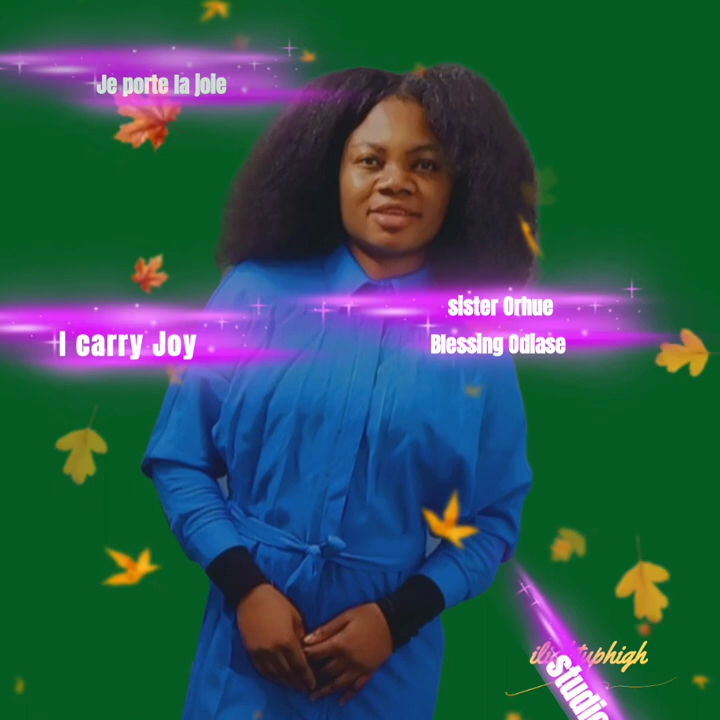 Je porte la joie
sister Orhue
I carry Joy
Blessing Odiase
studio